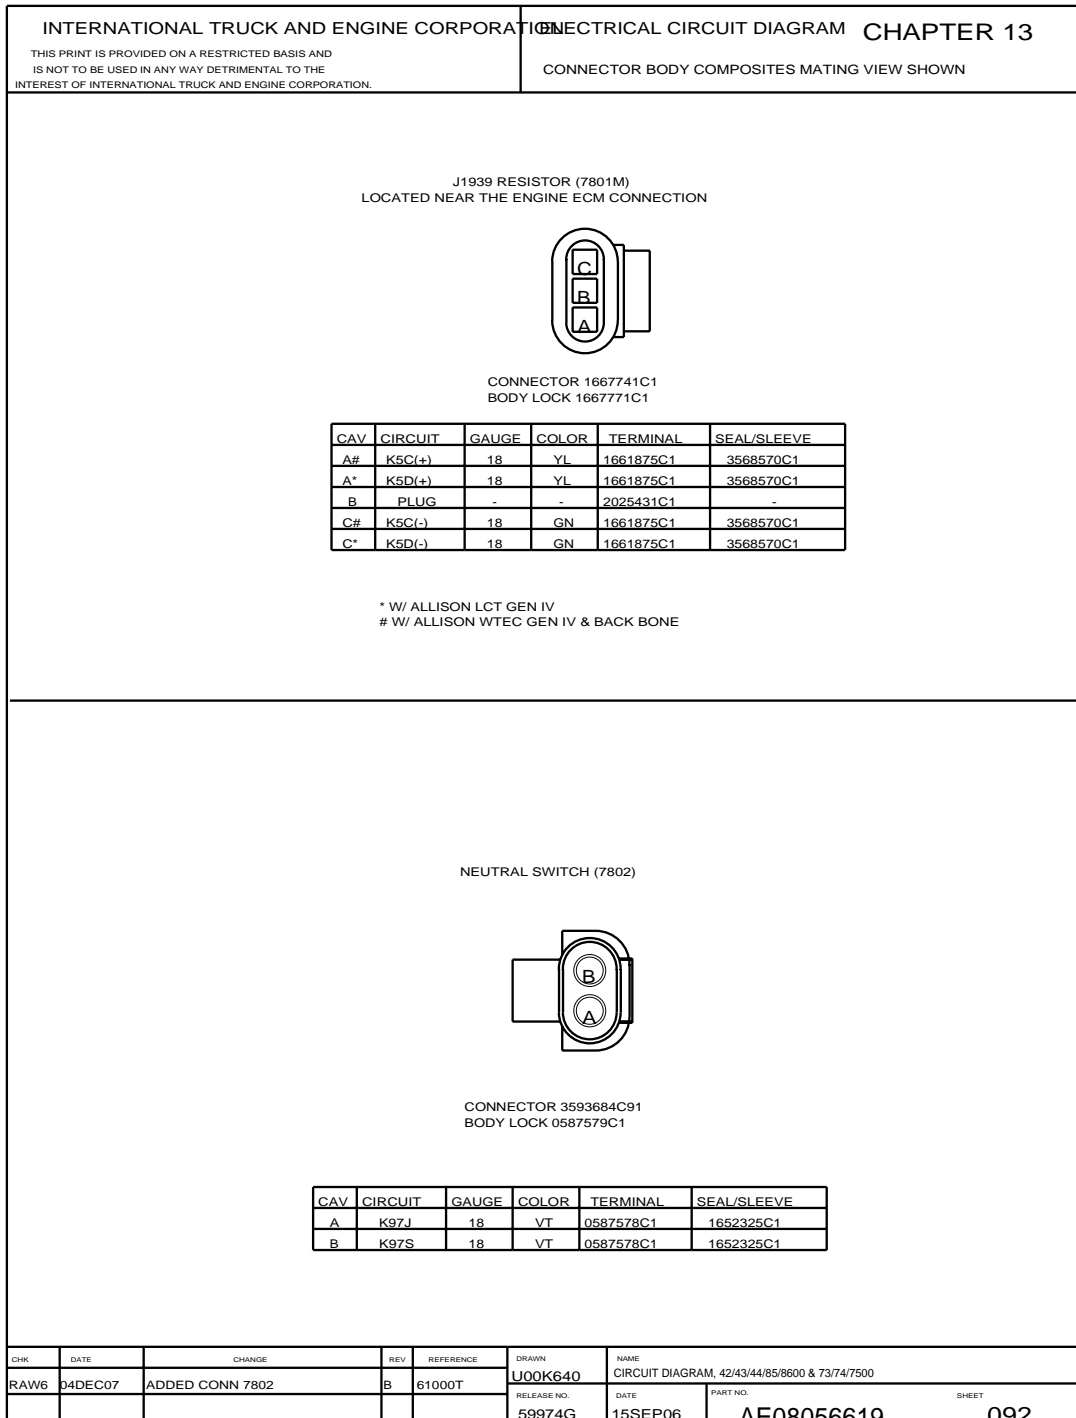 INTERNATIONAL TRUCK AND ENGINE CORPORATION
THIS PRINT IS PROVIDED ON A RESTRICTED BASIS AND
IS NOT TO BE USED IN ANY WAY DETRIMENTAL TO THE
INTEREST OF INTERNATIONAL TRUCK AND ENGINE CORPORATION.
ELECTRICAL CIRCUIT DIAGRAM CHAPTER 13
CONNECTOR BODY COMPOSITES MATING VIEW SHOWN
J1939 RESISTOR (7801M)
LOCATED NEAR THE ENGINE ECM CONNECTION
C
B
A
CONNECTOR 1667741C1
BODY LOCK 1667771C1
CAV CIRCUIT GAUGE COLOR TERMINAL SEAL/SLEEVE
A# K5C(+) 18 YL 1661875C1 3568570C1
A* K5D(+) 18 YL 1661875C1 3568570C1
B PLUG - - 2025431C1 -
C# K5C(-) 18 GN 1661875C1 3568570C1
C* K5D(-) 18 GN 1661875C1 3568570C1
* W/ ALLISON LCT GEN IV
# W/ ALLISON WTEC GEN IV & BACK BONE
NEUTRAL SWITCH (7802)
B
A
CONNECTOR 3593684C91
BODY LOCK 0587579C1
CAV CIRCUIT GAUGE COLOR TERMINAL SEAL/SLEEVE
A K97J 18 VT 0587578C1 1652325C1
B K97S 18 VT 0587578C1 1652325C1
CHK DATE CHANGE REV REFERENCE
RAW6 04DEC07 ADDED CONN 7802 B 61000T
DRAWN
U00K640
NAME
CIRCUIT DIAGRAM, 42/43/44/85/8600 & 73/74/7500
RELEASE NO. DATE PART NO. SHEET
59974G 15SEP06 AE08056619 092